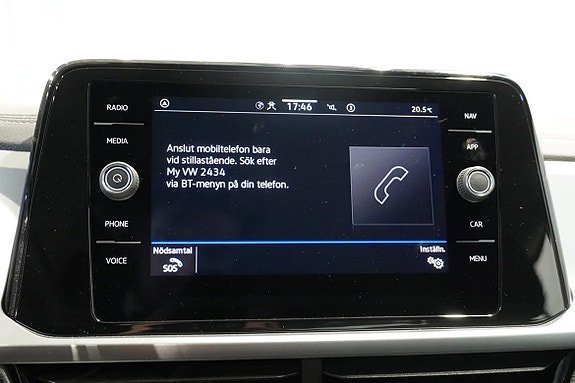 RADIO
MEDIA
PHONE
VOICE
17:46
20.5°C
Anslut mobiltelefon bara
vid stillastående. Sök efter
My VW 2434
via BT-menyn på din telefon.
Nödsamtal
SOS
Inställn.
NAV
APP
CAR
MENU